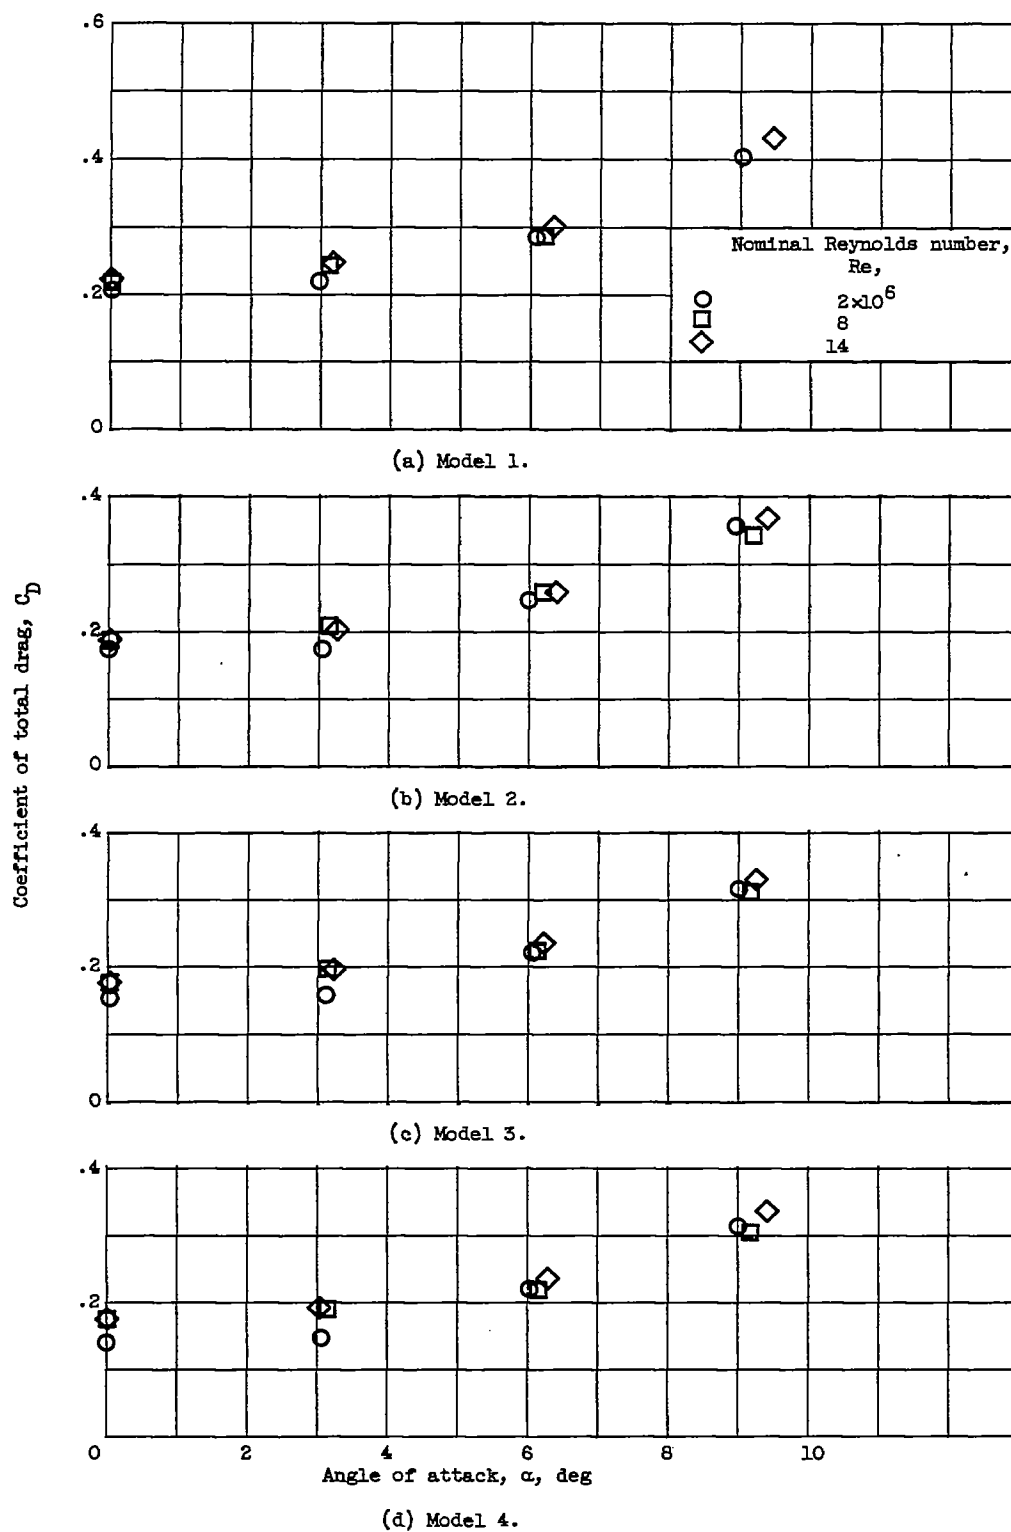 .6
.4
Nominal Reynolds number,
Re,
.2
2×10^6
8
14
0
(a) Model 1.
.4
.2
0
(b) Model 2.
.4
.2
0
(c) Model 3.
.4
.2
0 2 4 6 8 10
Angle of attack, α, deg
(d) Model 4.
Coefficient of total drag, C_D